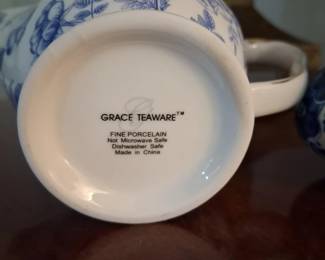 G
GRACE TEAWARE™
FINE PORCELAIN
Not Microwave Safe
Dishwasher Safe
Made in China